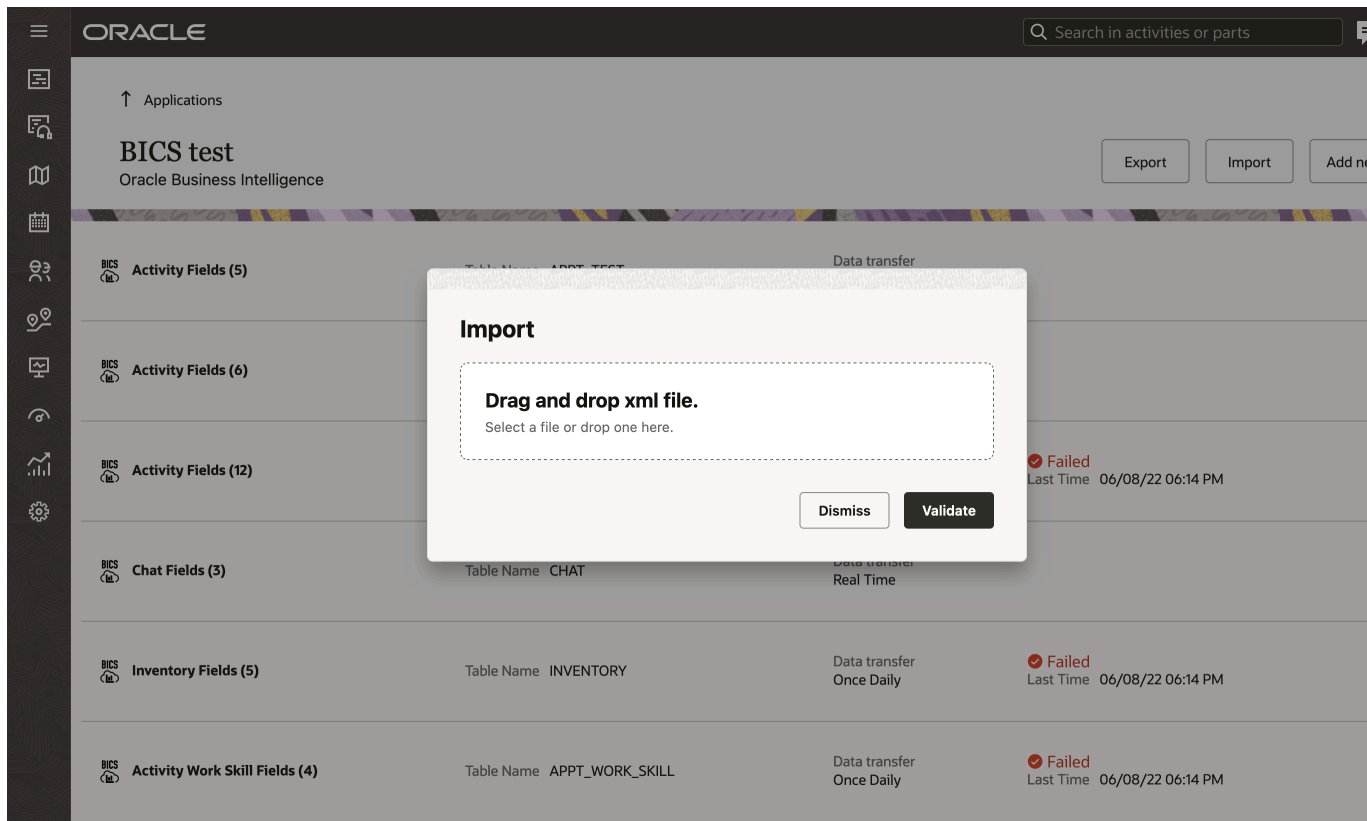 ORACLE
Search in activities or parts
Applications
BICS test
Oracle Business Intelligence
Export
Import
BICS
Activity Fields (5)
Table Name APPT_TEST
Data transfer
BICS
Activity Fields (6)
BICS
Activity Fields (12)
Failed
Last Time 06/08/22 06:14 PM
Import
Drag and drop xml file.
Select a file or drop one here.
Dismiss
Validate
BICS
Chat Fields (3)
Table Name CHAT
Data transfer
Real Time
BICS
Inventory Fields (5)
Table Name INVENTORY
Data transfer
Once Daily
Failed
Last Time 06/08/22 06:14 PM
BICS
Activity Work Skill Fields (4)
Table Name APPT_WORK_SKILL
Data transfer
Once Daily
Failed
Last Time 06/08/22 06:14 PM